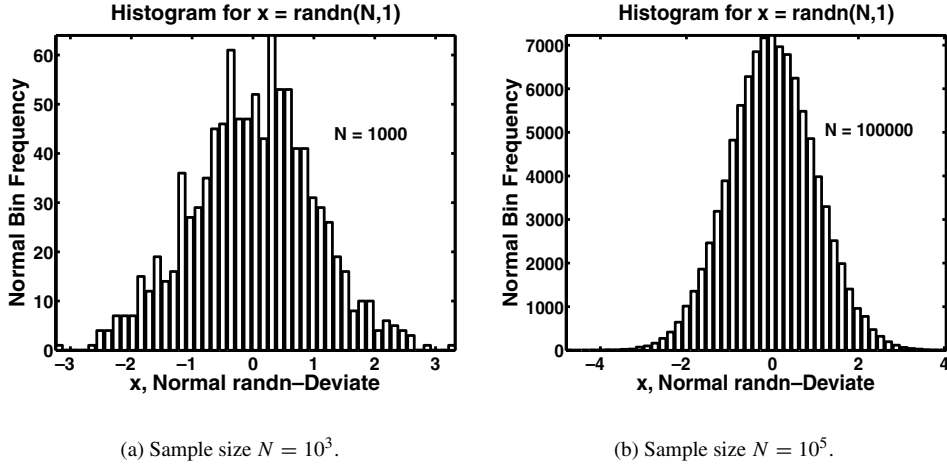 Histogram for x = randn(N,1)
60
50
40
30
20
10
0
Normal Bin Frequency
N = 1000
−3 −2 −1 0 1 2 3
x, Normal randn−Deviate
(a) Sample size N = 10³.
Histogram for x = randn(N,1)
7000
6000
5000
4000
3000
2000
1000
0
Normal Bin Frequency
N = 100000
−4 −2 0 2 4
x, Normal randn−Deviate
(b) Sample size N = 10⁵.